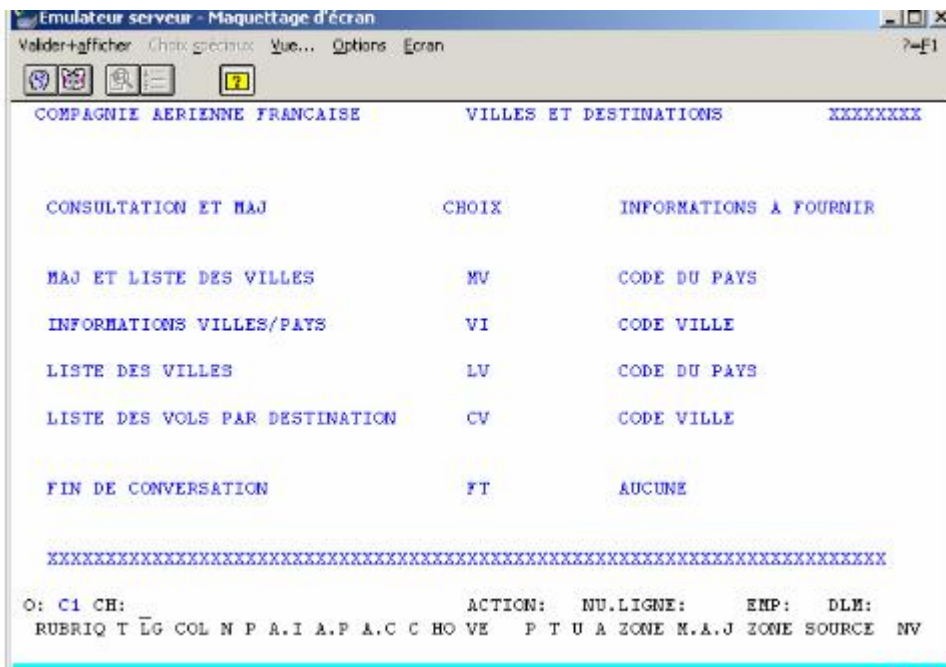 Emulateur serveur - Maquettage d'écran
Valider+afficher Choix spéciaux Vue... Options Ecran ?=F1
COMPAGNIE AERIENNE FRANCAISE VILLES ET DESTINATIONS XXXXXXXX
CONSULTATION ET MAJ CHOIX INFORMATIONS A FOURNIR
MAJ ET LISTE DES VILLES MV CODE DU PAYS
INFORMATIONS VILLES/PAYS VI CODE VILLE
LISTE DES VILLES LV CODE DU PAYS
LISTE DES VOLS PAR DESTINATION CV CODE VILLE
FIN DE CONVERSATION FT AUCUNE
XXXXXXXXXXXXXXXXXXXXXXXXXXXXXXXXXXXXXXXXXXXXXXXXXXXXXXXXXXXXXXXXXXXXXXXX
O: C1 CH: _ ACTION: NU.LIGNE: EMP: DLM:
RUBRIQ T LG COL N P A.I A.P A.C C HO VE P T U A ZONE M.A.J ZONE SOURCE NV